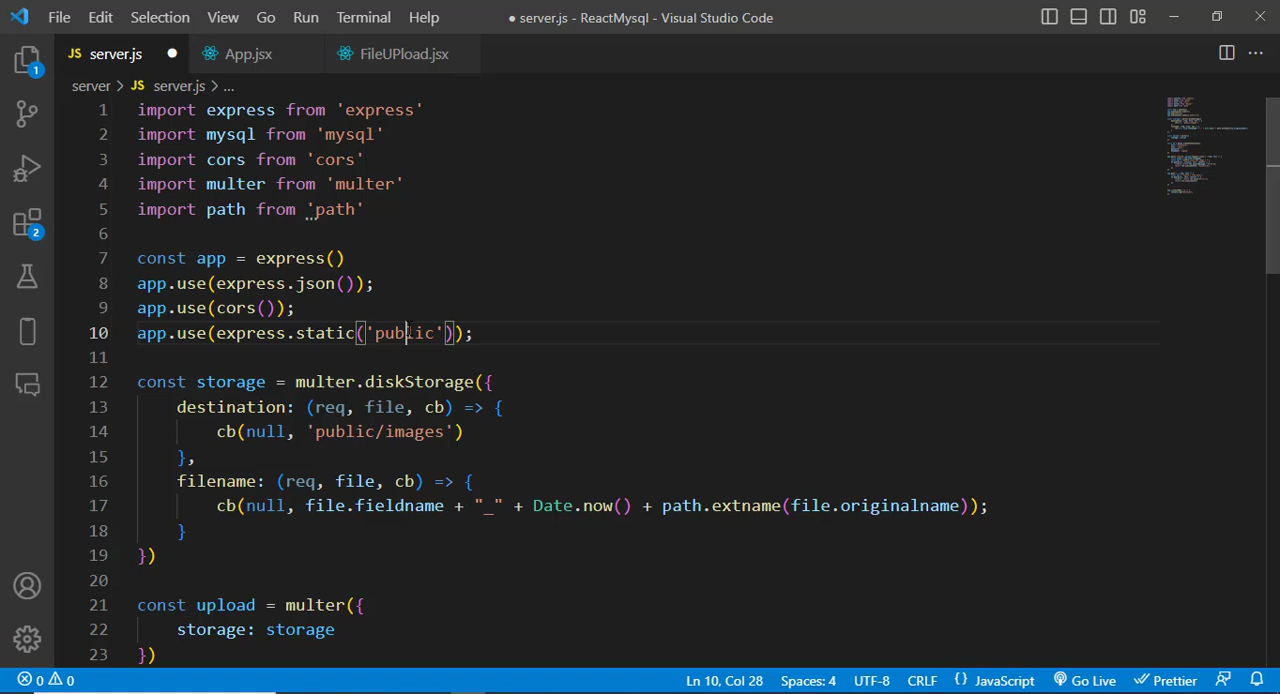 File Edit Selection View Go Run Terminal Help ● server.js - ReactMysql - Visual Studio Code
JS server.js ● App.jsx FileUPload.jsx ...
server > JS server.js > ...
1 import express from 'express'
2 import mysql from 'mysql'
3 import cors from 'cors'
4 import multer from 'multer'
5 import path from 'path'
6
7 const app = express()
8 app.use(express.json());
9 app.use(cors());
10 app.use(express.static('public'));
11
12 const storage = multer.diskStorage({
13 destination: (req, file, cb) => {
14 cb(null, 'public/images')
15 },
16 filename: (req, file, cb) => {
17 cb(null, file.fieldname + "_" + Date.now() + path.extname(file.originalname));
18 }
19 })
20
21 const upload = multer({
22 storage: storage
23 })
1
2
0 0 Ln 10, Col 28 Spaces: 4 UTF-8 CRLF {} JavaScript Go Live Prettier